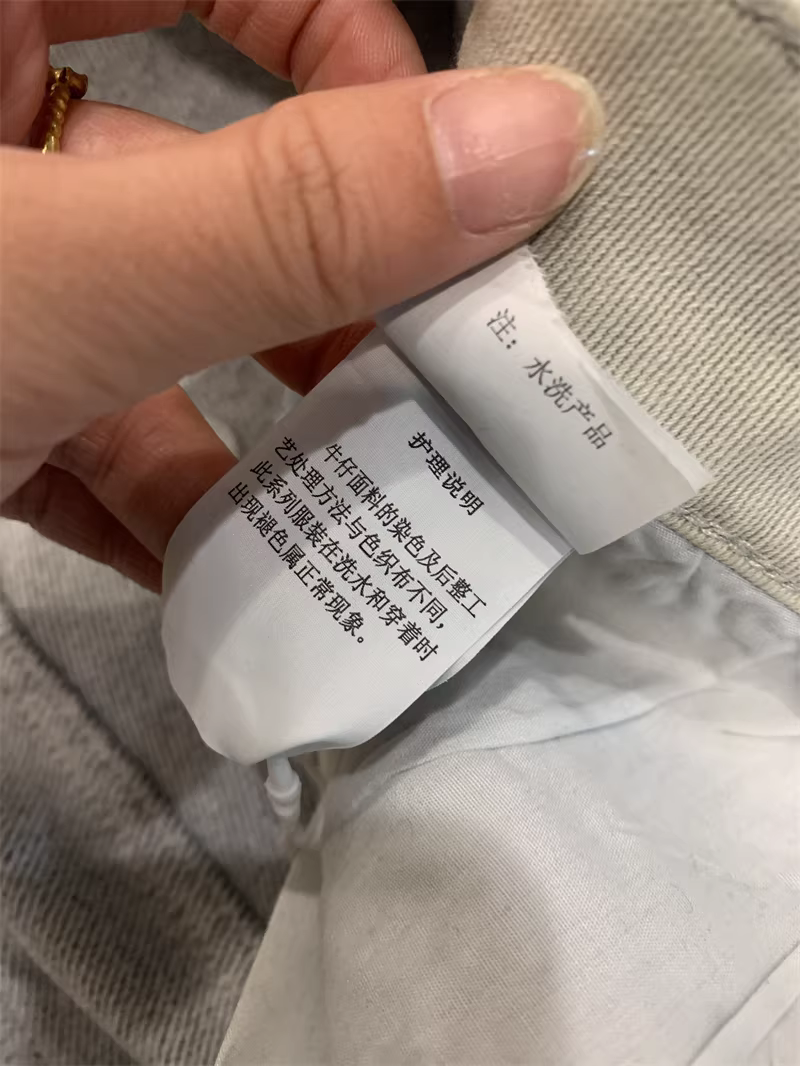 注：水洗产品
护理说明
牛仔面料的染色及后整工
艺处理方法与色织布不同，
此系列服装在洗水和穿着时
出现褪色属正常现象。